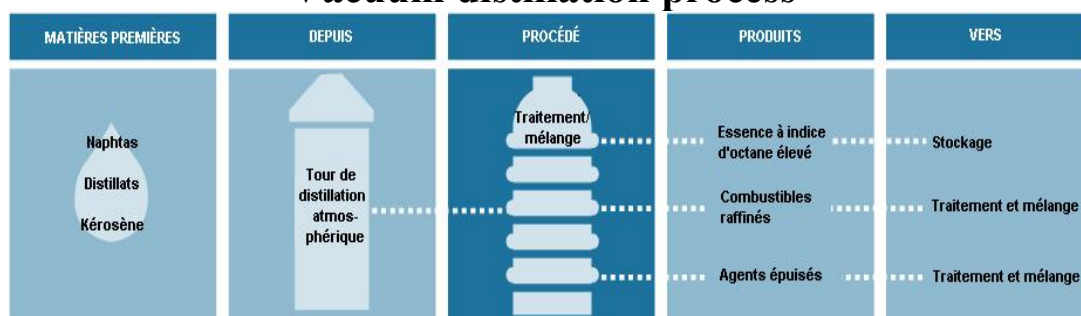 Vacuum distillation process
MATIÈRES PREMIÈRES
DEPUIS
PROCÉDÉ
PRODUITS
VERS
Naphtas
Distillats
Kérosène
Tour de
distillation
atmos-
phérique
Traitement/
mélange
Essence à indice
d'octane élevé
Stockage
Combustibles
raffinés
Traitement et mélange
Agents épuisés
Traitement et mélange